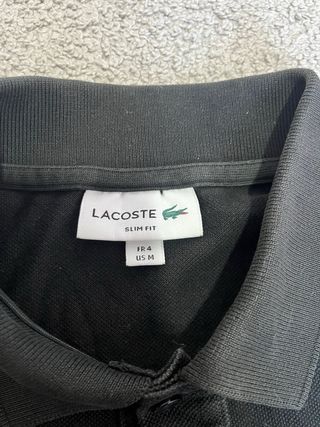 LACOSTE
SLIM FIT
FR 4
US M